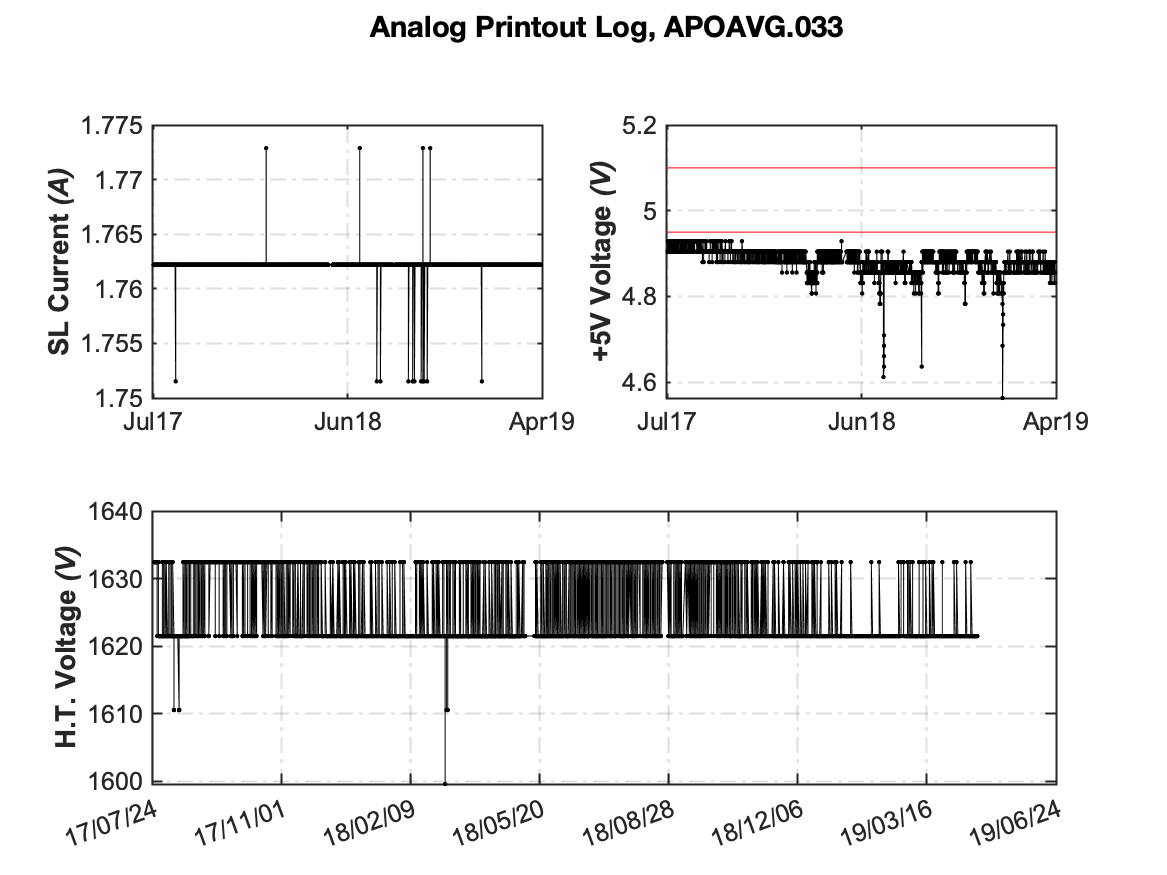 Analog Printout Log, APOAVG.033
SL Current (A)
1.775
1.77
1.765
1.76
1.755
1.75
Jul17 Jun18 Apr19
+5V Voltage (V)
5.2
5
4.8
4.6
Jul17 Jun18 Apr19
H.T. Voltage (V)
1640
1630
1620
1610
1600
17/07/24 17/11/01 18/02/09 18/05/20 18/08/28 18/12/06 19/03/16 19/06/24